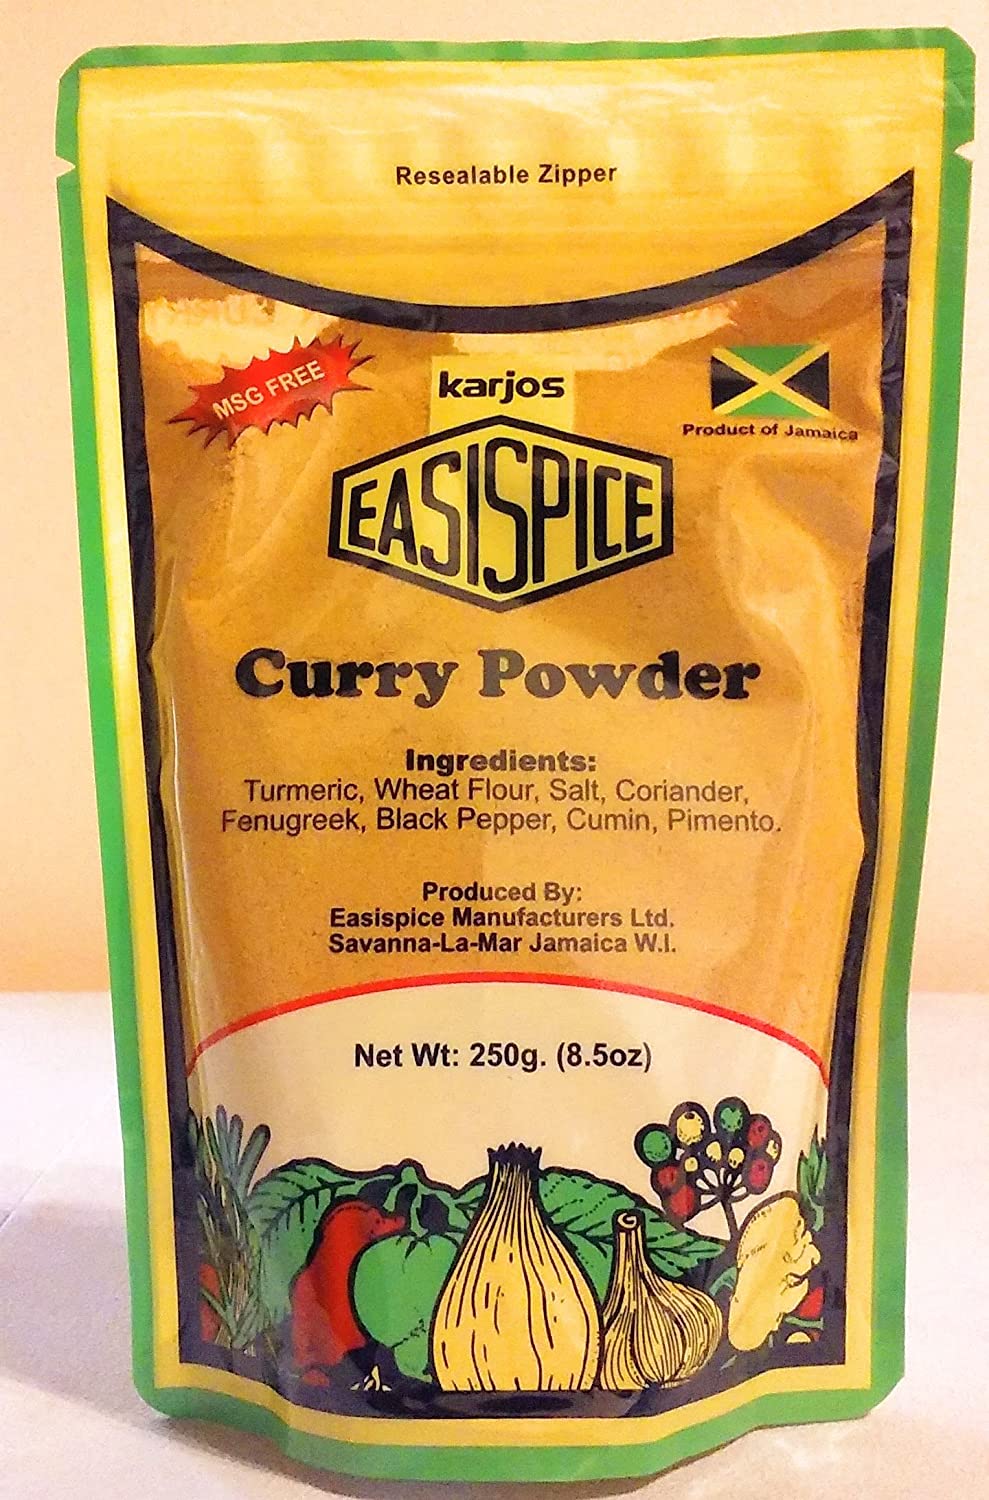 Resealable Zipper
MSG FREE
karjos
Product of Jamaica
EASISPICE
Curry Powder
Ingredients:
Turmeric, Wheat Flour, Salt, Coriander,
Fenugreek, Black Pepper, Cumin, Pimento.
Produced By:
Easispice Manufacturers Ltd.
Savanna-La-Mar Jamaica W.I.
Net Wt: 250g. (8.5oz)